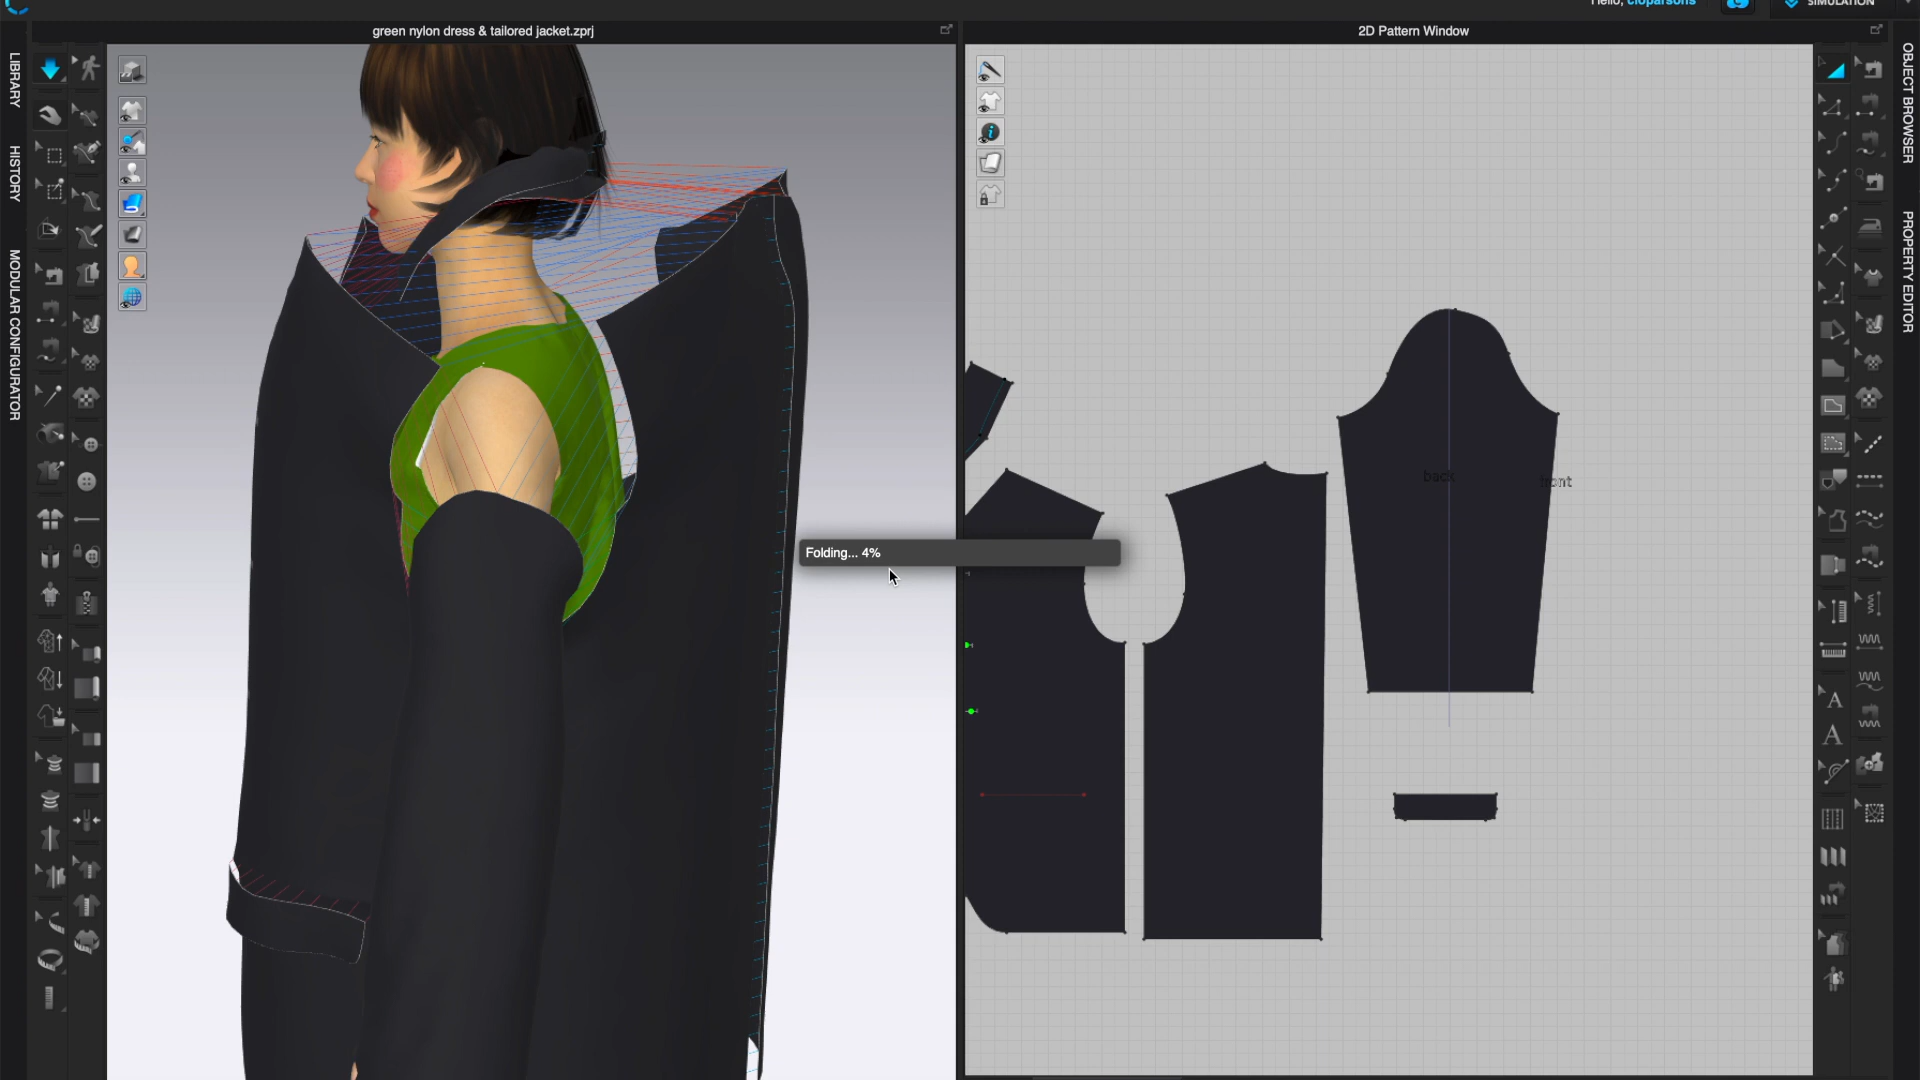 Hello, cloparsons
SIMULATION
green nylon dress & tailored jacket.zprj
2D Pattern Window
LIBRARY
HISTORY
MODULAR CONFIGURATOR
OBJECT BROWSER
PROPERTY EDITOR
back
front
Folding... 4%
A
A